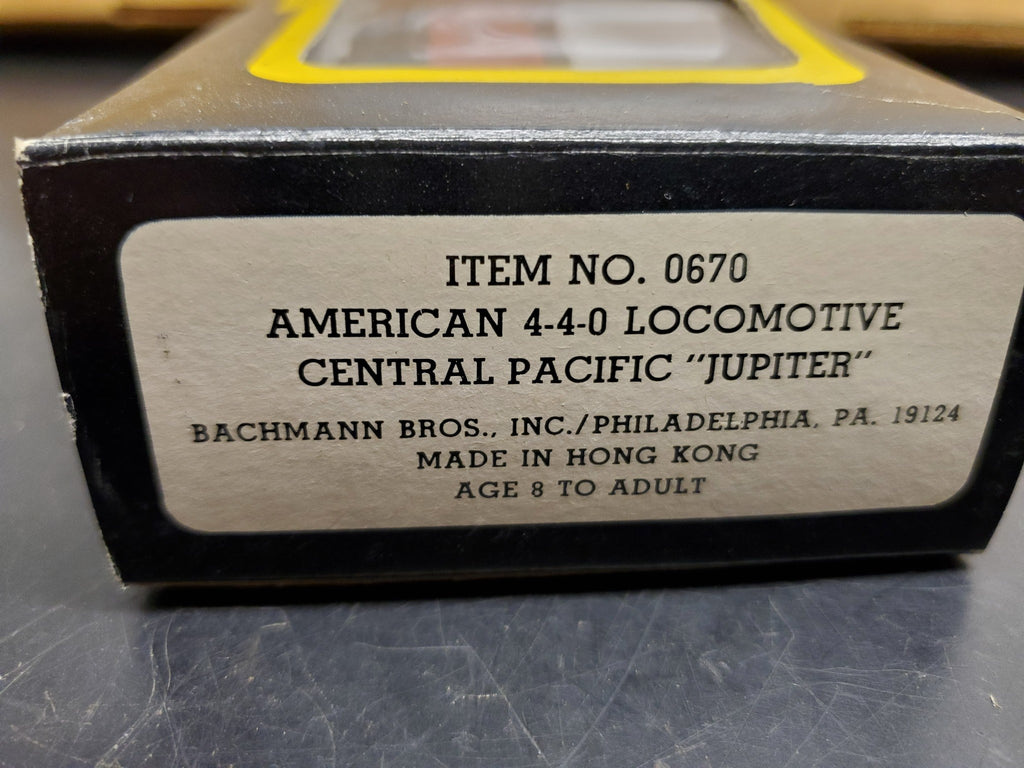 ITEM NO. 0670
AMERICAN 4-4-0 LOCOMOTIVE
CENTRAL PACIFIC "JUPITER"
BACHMANN BROS., INC./PHILADELPHIA, PA. 19124
MADE IN HONG KONG
AGE 8 TO ADULT